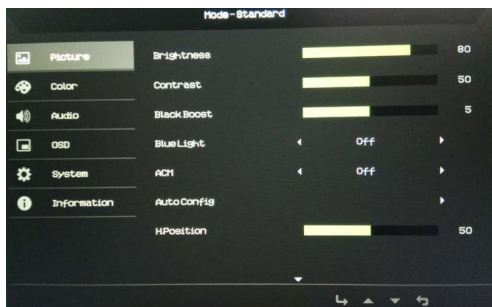 Mode-Standard
Picture
Brightness 80
Color
Contrast 50
Audio
Black Boost 5
OSD
Blue Light Off
System
ACM Off
Information
Auto Config
H.Position 50